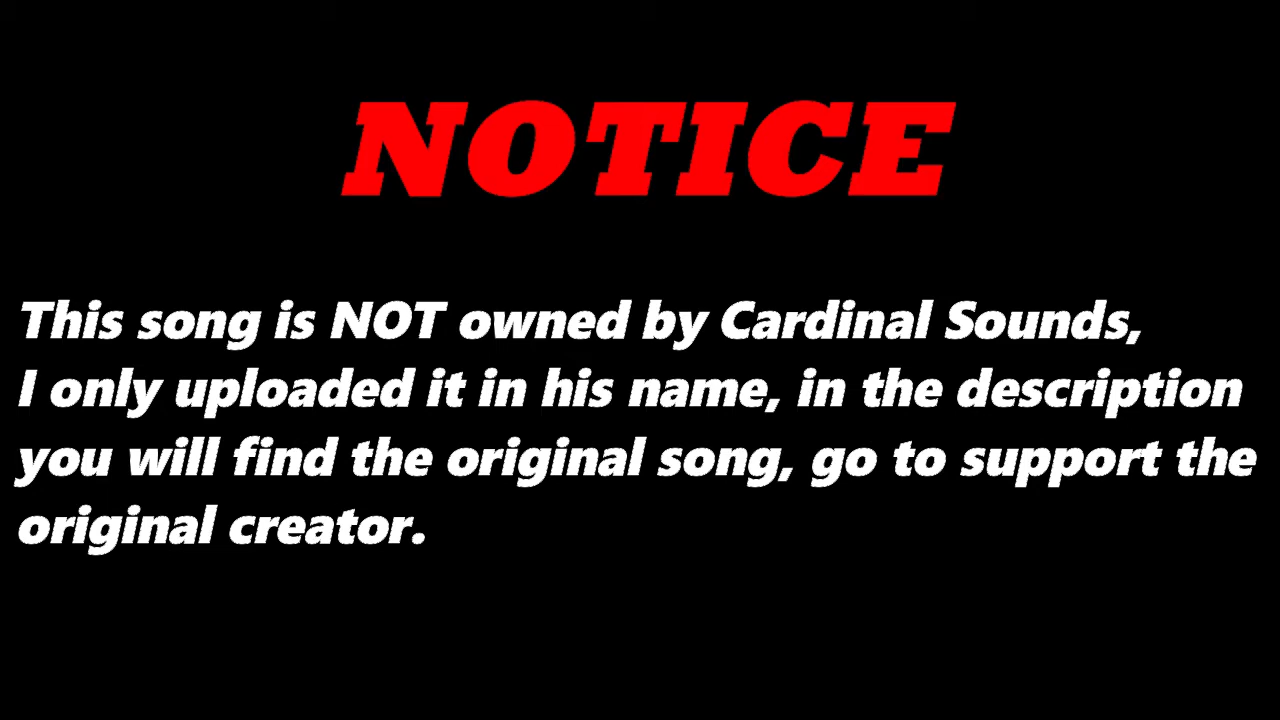 NOTICE
This song is NOT owned by Cardinal Sounds,
I only uploaded it in his name, in the description
you will find the original song, go to support the
original creator.